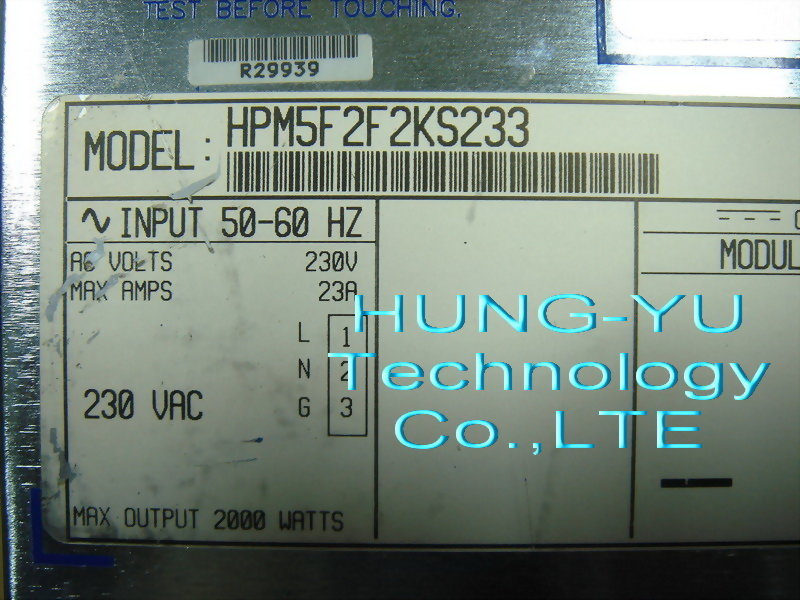 TEST BEFORE TOUCHING.
R29939
MODEL: HPM5F2F2KS233
∿ INPUT 50-60 HZ
AC VOLTS 230V
MAX AMPS 23A
L 1
N 2
230 VAC G 3
MAX OUTPUT 2000 WATTS
MODUL
HUNG-YU
Technology
Co.,LTE